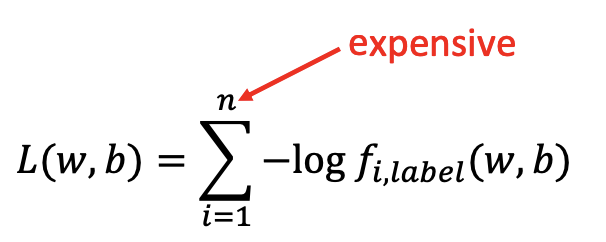 expensive
n
L(w, b) = ∑ −log f_{i,label}(w, b)
i=1